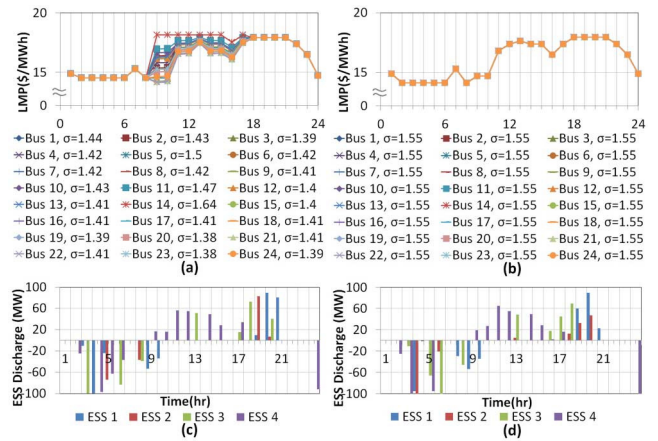 20 20
LMP($/MWh) LMP($/MWh)
15 15
0 0
0 6 12 18 24 0 6 12 18 24
Bus 1, σ=1.44 Bus 2, σ=1.43 Bus 3, σ=1.39 Bus 1, σ=1.55 Bus 2, σ=1.55 Bus 3, σ=1.55
Bus 4, σ=1.42 Bus 5, σ=1.5 Bus 6, σ=1.42 Bus 4, σ=1.55 Bus 5, σ=1.55 Bus 6, σ=1.55
Bus 7, σ=1.42 Bus 8, σ=1.42 Bus 9, σ=1.41 Bus 7, σ=1.55 Bus 8, σ=1.55 Bus 9, σ=1.55
Bus 10, σ=1.43 Bus 11, σ=1.47 Bus 12, σ=1.4 Bus 10, σ=1.55 Bus 11, σ=1.55 Bus 12, σ=1.55
Bus 13, σ=1.41 Bus 14, σ=1.64 Bus 15, σ=1.4 Bus 13, σ=1.55 Bus 14, σ=1.55 Bus 15, σ=1.55
Bus 16, σ=1.41 Bus 17, σ=1.41 Bus 18, σ=1.41 Bus 16, σ=1.55 Bus 17, σ=1.55 Bus 18, σ=1.55
Bus 19, σ=1.39 Bus 20, σ=1.38 Bus 21, σ=1.41 Bus 19, σ=1.55 Bus 20, σ=1.55 Bus 21, σ=1.55
Bus 22, σ=1.41 Bus 23, σ=1.38 Bus 24, σ=1.39 Bus 22, σ=1.55 Bus 23, σ=1.55 Bus 24, σ=1.55
(a) (b)
ESS Discharge (MW) ESS Discharge (MW)
100 100
60 60
20 20
-20 -20
-60 -60
-100 -100
1 5 9 13 17 21 1 5 9 13 17 21
Time(hr) Time(hr)
ESS 1 ESS 2 ESS 3 ESS 4 ESS 1 ESS 2 ESS 3 ESS 4
(c) (d)